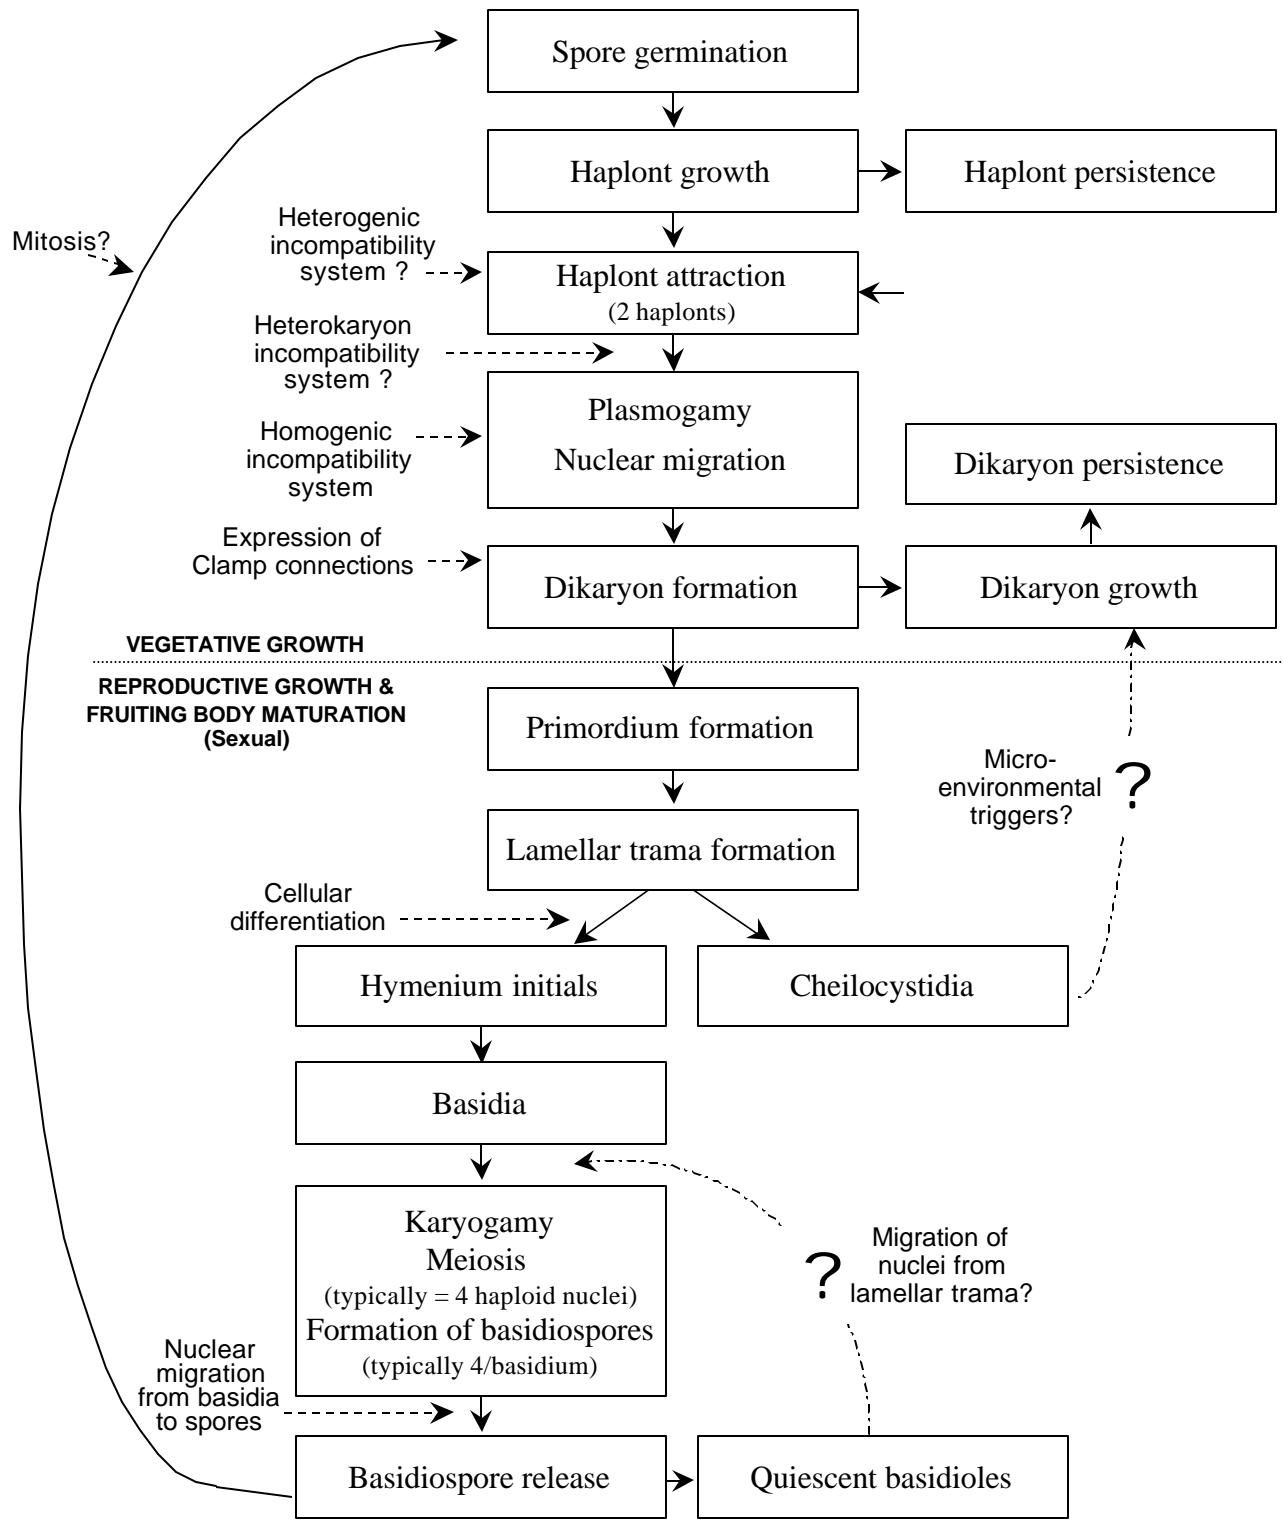 Spore germination
Haplont growth
Haplont persistence
Mitosis?
Heterogenic
incompatibility
system ?
Haplont attraction
(2 haplonts)
Heterokaryon
incompatibility
system ?
Plasmogamy
Nuclear migration
Homogenic
incompatibility
system
Dikaryon persistence
Expression of
Clamp connections
Dikaryon formation
Dikaryon growth
VEGETATIVE GROWTH
REPRODUCTIVE GROWTH &
FRUITING BODY MATURATION
(Sexual)
Primordium formation
Micro-
environmental
triggers?
?
Lamellar trama formation
Cellular
differentiation
Hymenium initials
Cheilocystidia
Basidia
Karyogamy
Meiosis
(typically = 4 haploid nuclei)
Formation of basidiospores
(typically 4/basidium)
?
Migration of
nuclei from
lamellar trama?
Nuclear
migration
from basidia
to spores
Basidiospore release
Quiescent basidioles